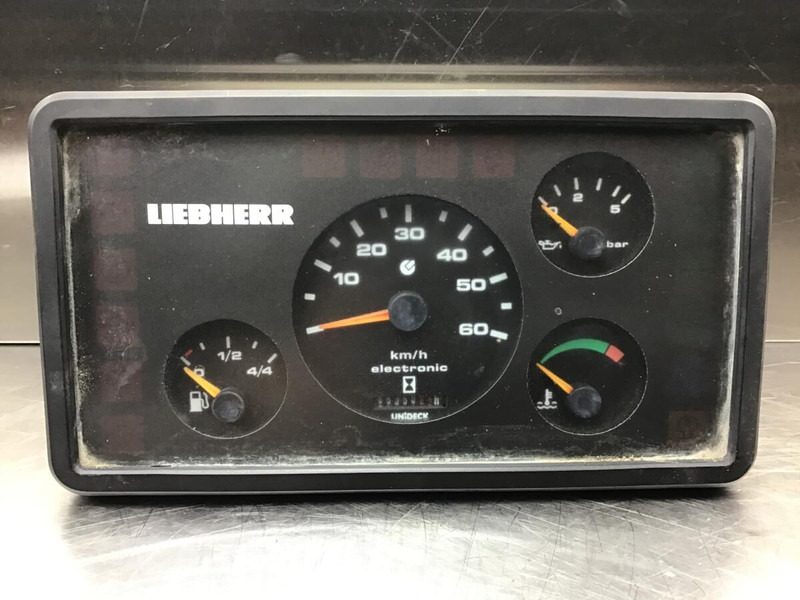 LIEBHERR
10 20 30 40 50 60
km/h
electronic
UNIDECK
0 2 5
bar
0 1/2 4/4